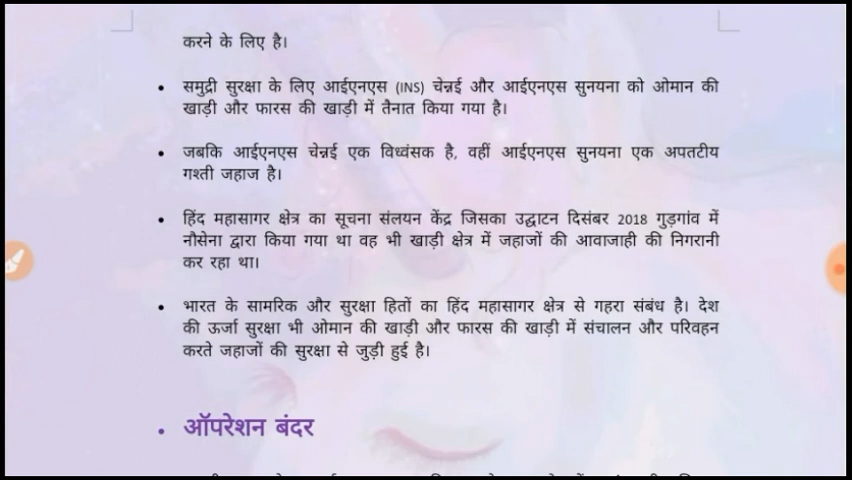 करने के लिए है।
• समुद्री सुरक्षा के लिए आईएनएस (INS) चेन्नई और आईएनएस सुनयना को ओमान की
खाड़ी और फारस की खाड़ी में तैनात किया गया है।
• जबकि आईएनएस चेन्नई एक विध्वंसक है, वहीं आईएनएस सुनयना एक अपतटीय
गश्ती जहाज है।
• हिंद महासागर क्षेत्र का सूचना संलयन केंद्र जिसका उद्घाटन दिसंबर 2018 गुड़गांव में
नौसेना द्वारा किया गया था वह भी खाड़ी क्षेत्र में जहाजों की आवाजाही की निगरानी
कर रहा था।
• भारत के सामरिक और सुरक्षा हितों का हिंद महासागर क्षेत्र से गहरा संबंध है। देश
की ऊर्जा सुरक्षा भी ओमान की खाड़ी और फारस की खाड़ी में संचालन और परिवहन
करते जहाजों की सुरक्षा से जुड़ी हुई है।
• ऑपरेशन बंदर